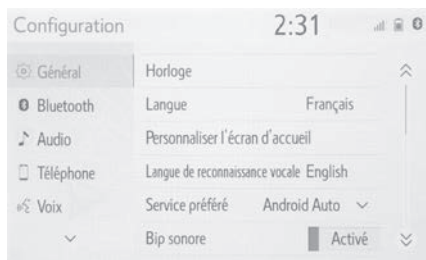 Configuration 2:31
Général
Bluetooth
Audio
Téléphone
Voix
Horloge
Langue Français
Personnaliser l'écran d'accueil
Langue de reconnaissance vocale English
Service préféré Android Auto
Bip sonore Activé